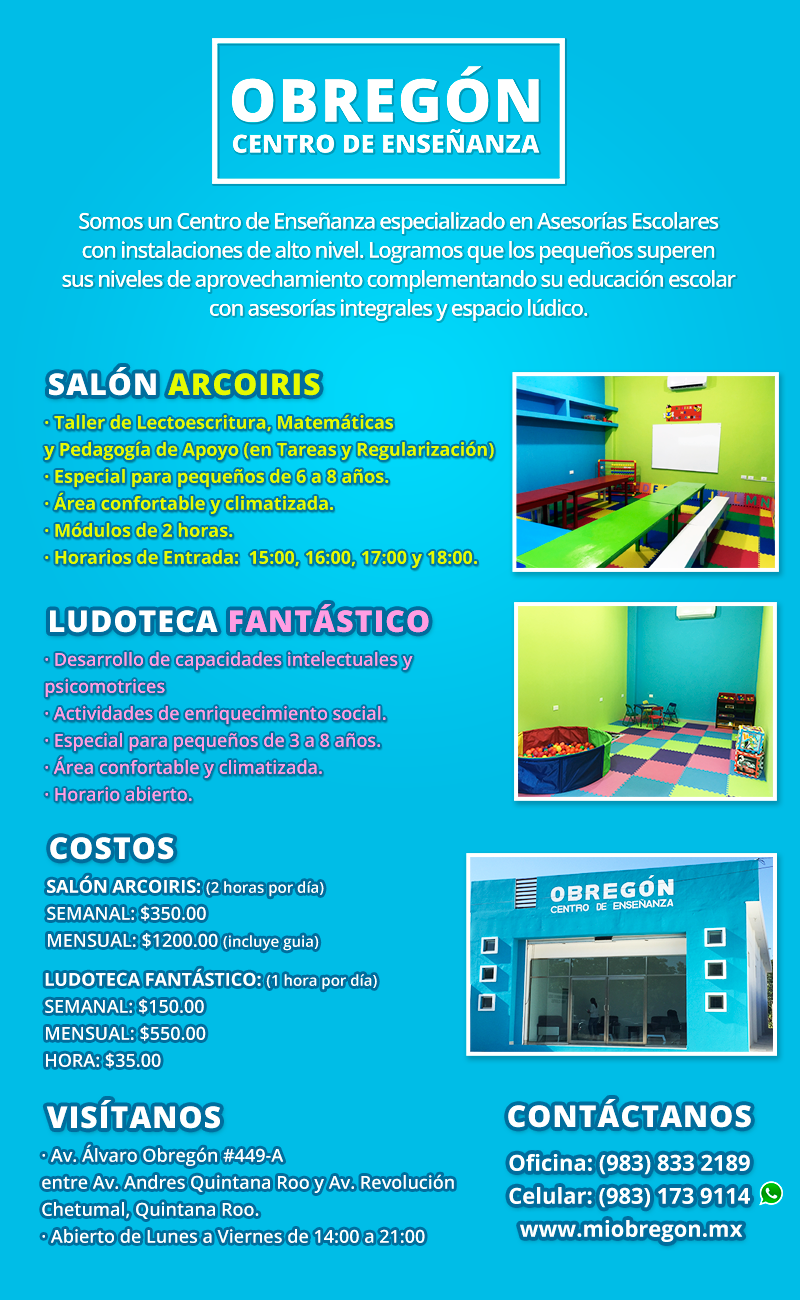 OBREGÓN
CENTRO DE ENSEÑANZA
Somos un Centro de Enseñanza especializado en Asesorías Escolares
con instalaciones de alto nivel. Logramos que los pequeños superen
sus niveles de aprovechamiento complementando su educación escolar
con asesorías integrales y espacio lúdico.
SALÓN ARCOIRIS
· Taller de Lectoescritura, Matemáticas
y Pedagogía de Apoyo (en Tareas y Regularización)
· Especial para pequeños de 6 a 8 años.
· Área confortable y climatizada.
· Módulos de 2 horas.
· Horarios de Entrada:  15:00, 16:00, 17:00 y 18:00.
LUDOTECA FANTÁSTICO
· Desarrollo de capacidades intelectuales y
psicomotrices
· Actividades de enriquecimiento social.
· Especial para pequeños de 3 a 8 años.
· Área confortable y climatizada.
· Horario abierto.
COSTOS
SALÓN ARCOIRIS: (2 horas por día)
SEMANAL: $350.00
MENSUAL: $1200.00 (incluye guia)
LUDOTECA FANTÁSTICO: (1 hora por día)
SEMANAL: $150.00
MENSUAL: $550.00
HORA: $35.00
OBREGÓN
CENTRO DE ENSEÑANZA
VISÍTANOS
· Av. Álvaro Obregón #449-A
entre Av. Andres Quintana Roo y Av. Revolución
Chetumal, Quintana Roo.
· Abierto de Lunes a Viernes de 14:00 a 21:00
CONTÁCTANOS
Oficina: (983) 833 2189
Celular: (983) 173 9114
www.miobregon.mx